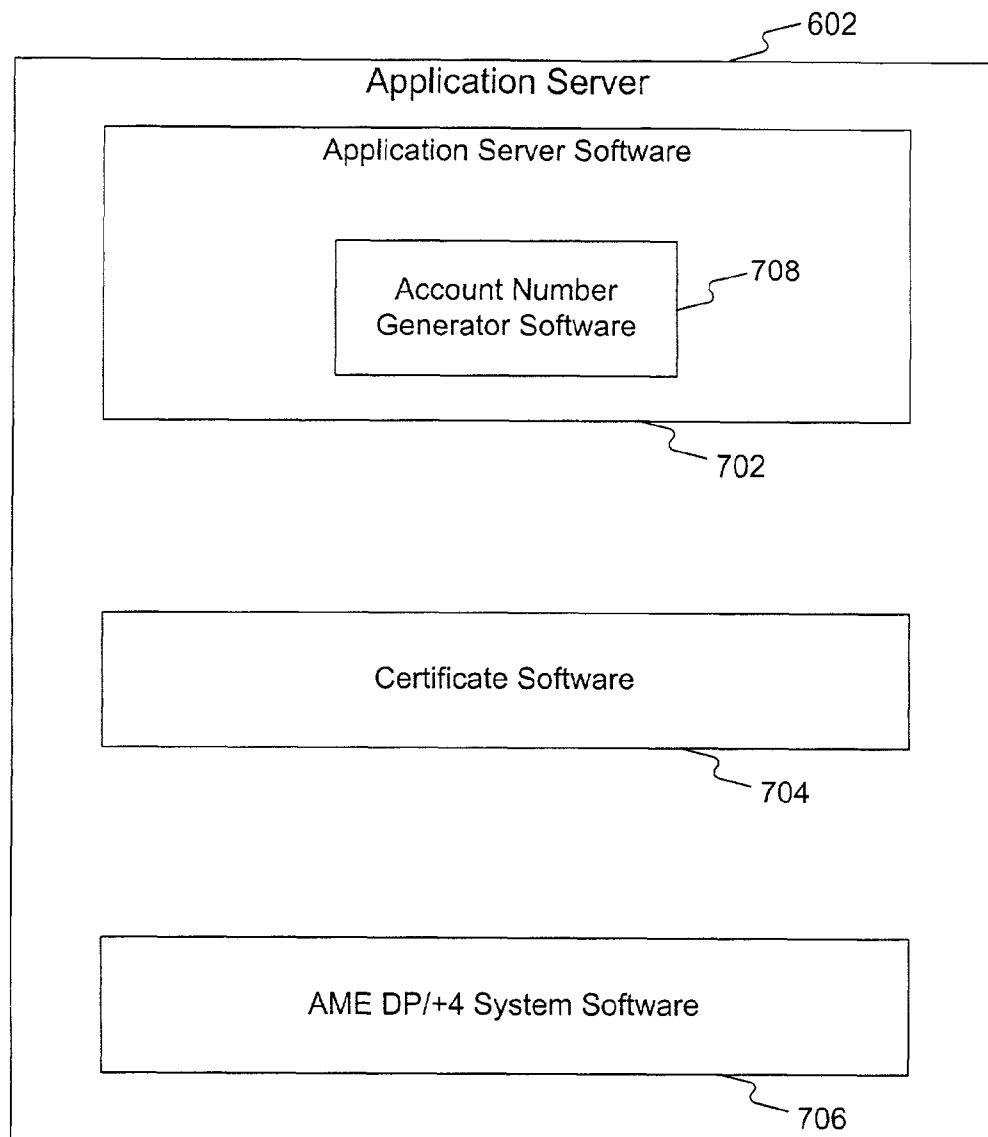 602
Application Server
Application Server Software
Account Number
Generator Software
708
702
Certificate Software
704
AME DP/+4 System Software
706